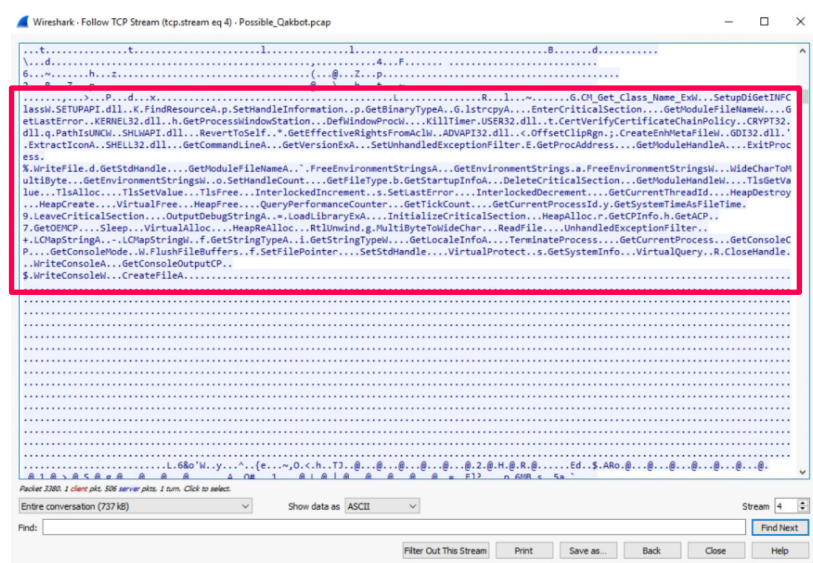 Wireshark · Follow TCP Stream (tcp.stream eq 4) · Possible_Qakbot.pcap
...t..............t.......................l.............l.............................B.......d...........
\...d..........................................,..........4...F....... ..........................
6...~.......h...z...............................(...@...Z...p.....................................
.......,...>...P...d...x..........................................L...............R...l...~.......G.CM_Get_Class_Name_ExW...SetupDiGetINFC
lassW.SETUPAPI.dll...K.FindResourceA.p.SetHandleInformation..p.GetBinaryTypeA.G.lstrcpyA....EnterCriticalSection....GetModuleFileNameW....G
etLastError..KERNEL32.dll..h.GetProcessWindowStation...DefWindowProcW....KillTimer.USER32.dll..t.CertVerifyCertificateChainPolicy..CRYPT32.
dll.q.PathIsUNCW..SHLWAPI.dll...RevertToSelf..*.GetEffectiveRightsFromAclW..ADVAPI32.dll..<.OffsetClipRgn.;.CreateEnhMetaFileW..GDI32.dll.'
.ExtractIconA..SHELL32.dll....GetCommandLineA...GetVersionExA...SetUnhandledExceptionFilter.E.GetProcAddress....GetModuleHandleA....ExitProc
ess.
%.WriteFile.d.GetStdHandle....GetModuleFileNameA..`.FreeEnvironmentStringsA...GetEnvironmentStrings.a.FreeEnvironmentStringsW...WideCharToM
ultiByte...GetEnvironmentStringsW..o.SetHandleCount....GetFileType.b.GetStartupInfoA...DeleteCriticalSection....GetModuleHandleW....TlsGetVa
lue...TlsAlloc....TlsSetValue...TlsFree...InterlockedIncrement..s.SetLastError....InterlockedDecrement....GetCurrentThreadId....HeapDestroy
...HeapCreate....VirtualFree...HeapFree....QueryPerformanceCounter...GetTickCount....GetCurrentProcessId.y.GetSystemTimeAsFileTime.
9.LeaveCriticalSection....OutputDebugStringA..=.LoadLibraryExA....InitializeCriticalSection...HeapAlloc.r.GetCPInfo.h.GetACP..
7.GetOEMCP....Sleep...VirtualAlloc....HeapReAlloc...RtlUnwind.g.MultiByteToWideChar...ReadFile....UnhandledExceptionFilter..
+.LCMapStringA..-.LCMapStringW..f.GetStringTypeA..i.GetStringTypeW....GetLocaleInfoA....TerminateProcess....GetCurrentProcess...GetConsoleC
P....GetConsoleMode..W.FlushFileBuffers..f.SetFilePointer....SetStdHandle....VirtualProtect..s.GetSystemInfo...VirtualQuery..R.CloseHandle.
..WriteConsoleA...GetConsoleOutputCP..
$.WriteConsoleW...CreateFileA
Packet 3380. 1 client pkt, 506 server pkts, 1 turn. Click to select.
Entire conversation (737 kB)
Show data as ASCII
Stream 4
Find:
Find Next
Filter Out This Stream
Print
Save as...
Back
Close
Help